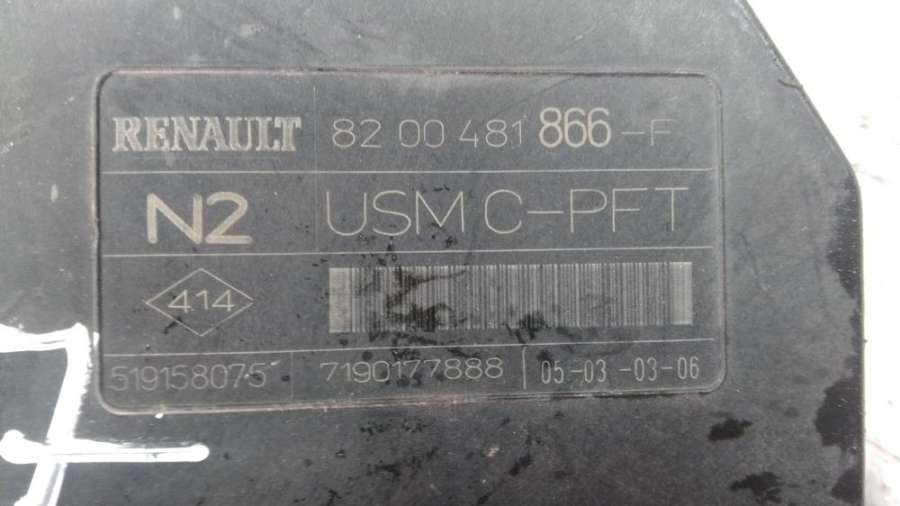 RENAULT 82 00 481 866-F
N2 USM C-PFT
414
519158075 7190177888 05-03-03-06